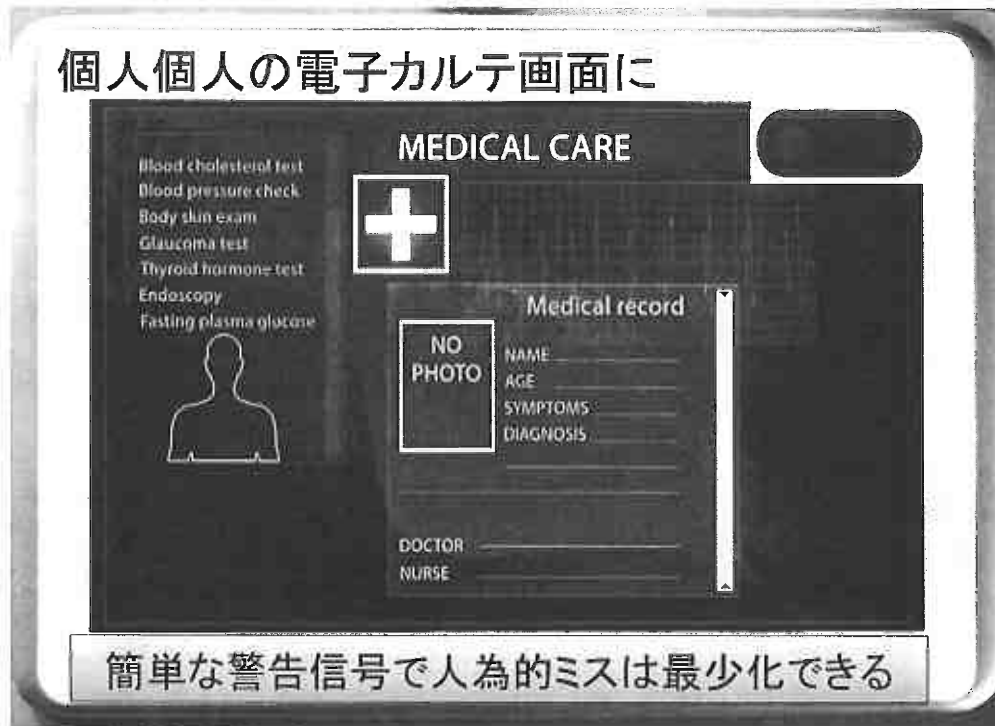 個人個人の電子カルテ画面に
MEDICAL CARE
Blood cholesterol test
Blood pressure check
Body skin exam
Glaucoma test
Thyroid hormone test
Endoscopy
Fasting plasma glucose
Medical record
NO
PHOTO
NAME
AGE
SYMPTOMS
DIAGNOSIS
DOCTOR
NURSE
簡単な警告信号で人為的ミスは最少化できる